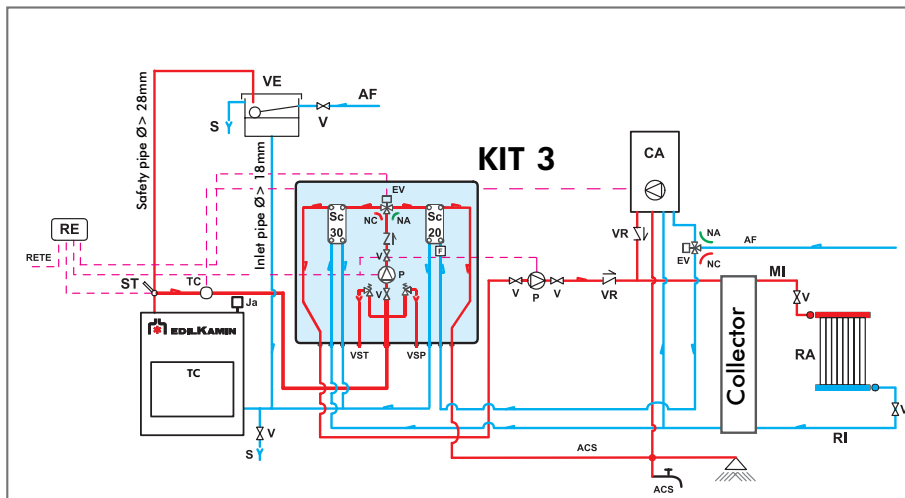 VE
AF
S
V
Safety pipe Ø> 28mm
Inlet pipe Ø> 18mm
KIT 3
CA
EV
NC
NA
Sc
30
Sc
20
F
V
P
V
VST
VSP
RE
RETE
ST
TC
Ja
EDILKAMIN
TC
V
S
V
P
V
VR
VR
NA
EV
NC
AF
MI
V
Collector
RA
V
RI
ACS
ACS